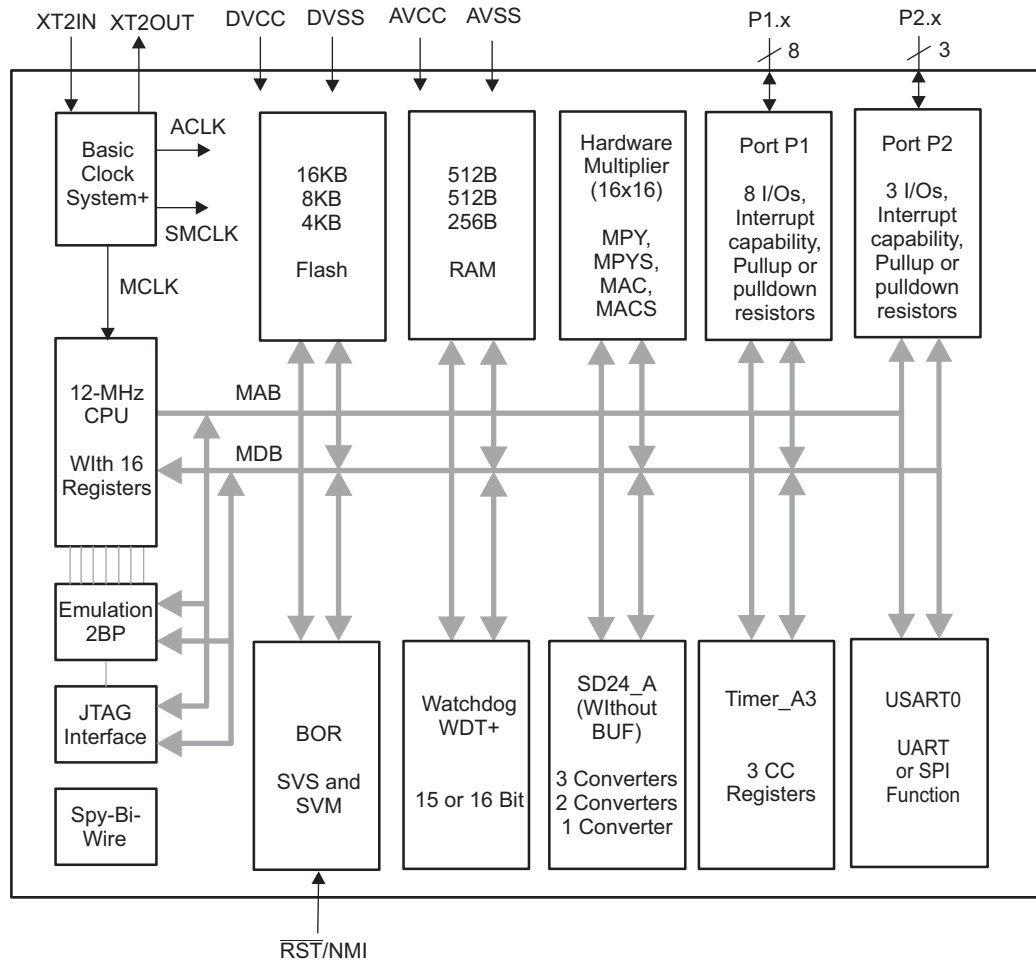 XT2IN XT2OUT DVCC DVSS AVCC AVSS P1.x P2.x
8 3
Basic
Clock
System+
ACLK
SMCLK
MCLK
16KB
8KB
4KB
Flash
512B
512B
256B
RAM
Hardware
Multiplier
(16x16)
MPY,
MPYS,
MAC,
MACS
Port P1
8 I/Os,
Interrupt
capability,
Pullup or
pulldown
resistors
Port P2
3 I/Os,
Interrupt
capability,
Pullup or
pulldown
resistors
12-MHz
CPU
WIth 16
Registers
MAB
MDB
Emulation
2BP
JTAG
Interface
Spy-Bi-
Wire
BOR
SVS and
SVM
Watchdog
WDT+
15 or 16 Bit
SD24_A
(WIthout
BUF)
3 Converters
2 Converters
1 Converter
Timer_A3
3 CC
Registers
USART0
UART
or SPI
Function
RST/NMI